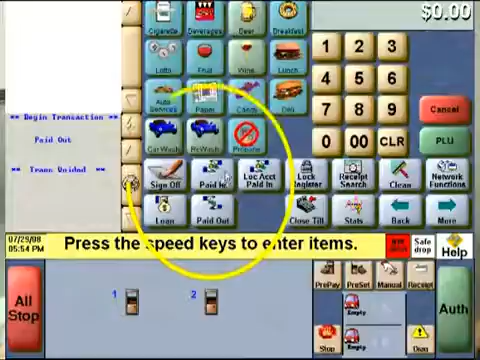 $0.00
Cigarette Beverages Beer Breakfast
Lotto Fruit Wine Lunch
Auto Services Paper Candy Deli
Car Wash ReWash Propane
1 2 3
4 5 6
7 8 9
0 00 CLR
Cancel
PLU
** Begin Transaction **
Paid Out
** Trans Voided **
Sign Off Paid In Loc Acct Paid In Lock Register Receipt Search Clean Network Functions
Loan Paid Out Close Till Stats Back More
07/29/08
05:54 PM
Press the speed keys to enter items.
Safe drop
Help
All Stop
1 2
PrePay PreSet Manual Receipt
Empty
Empty
Stop
Diag
Auth